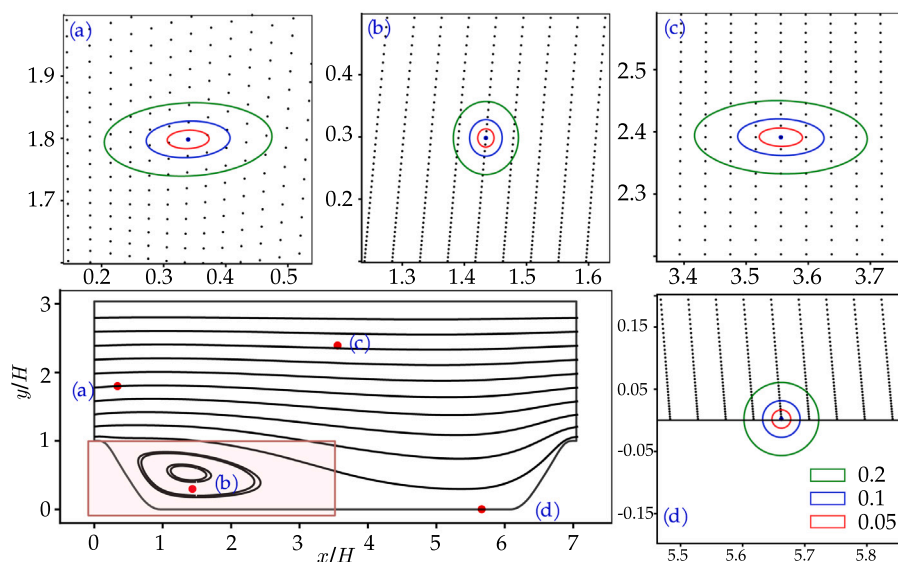 (a)
1.9
1.8
1.7
0.2 0.3 0.4 0.5
(b)
0.4
0.3
0.2
1.3 1.4 1.5 1.6
(c)
2.5
2.4
2.3
3.4 3.5 3.6 3.7
3
2
1
0
y/H
(a)
(c)
(b)
(d)
0 1 2 3 4 5 6 7
x/H
0.15
0.05
-0.05
-0.15
0.2
0.1
0.05
(d)
5.5 5.6 5.7 5.8